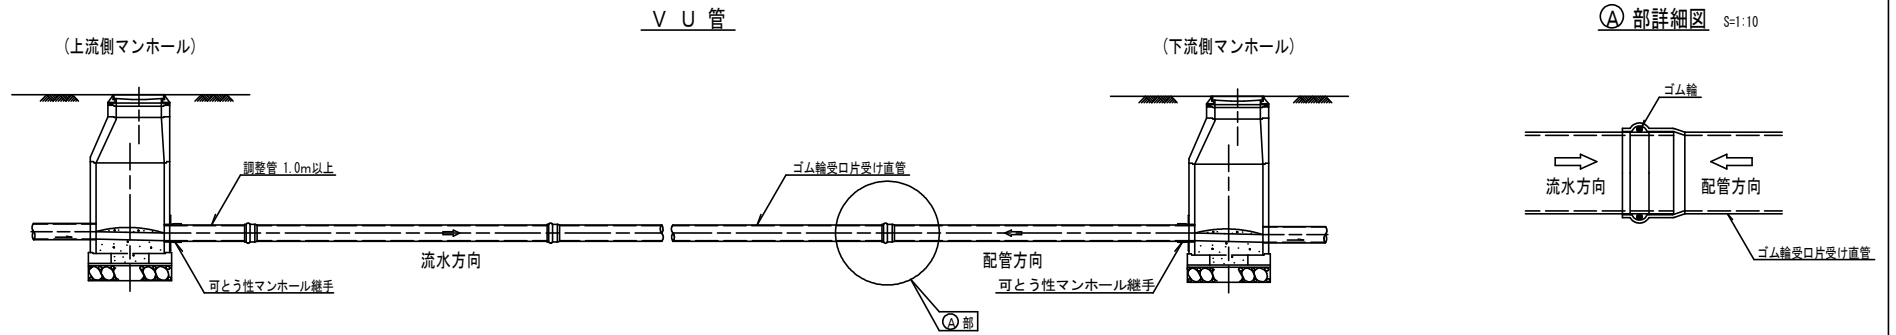 ＶＵ管
Ⓐ 部詳細図 S=1:10
(上流側マンホール)
(下流側マンホール)
ゴム輪
調整管 1.0m以上
ゴム輪受口片受け直管
流水方向
配管方向
流水方向
配管方向
ゴム輪受口片受け直管
可とう性マンホール継手
可とう性マンホール継手
Ⓐ部